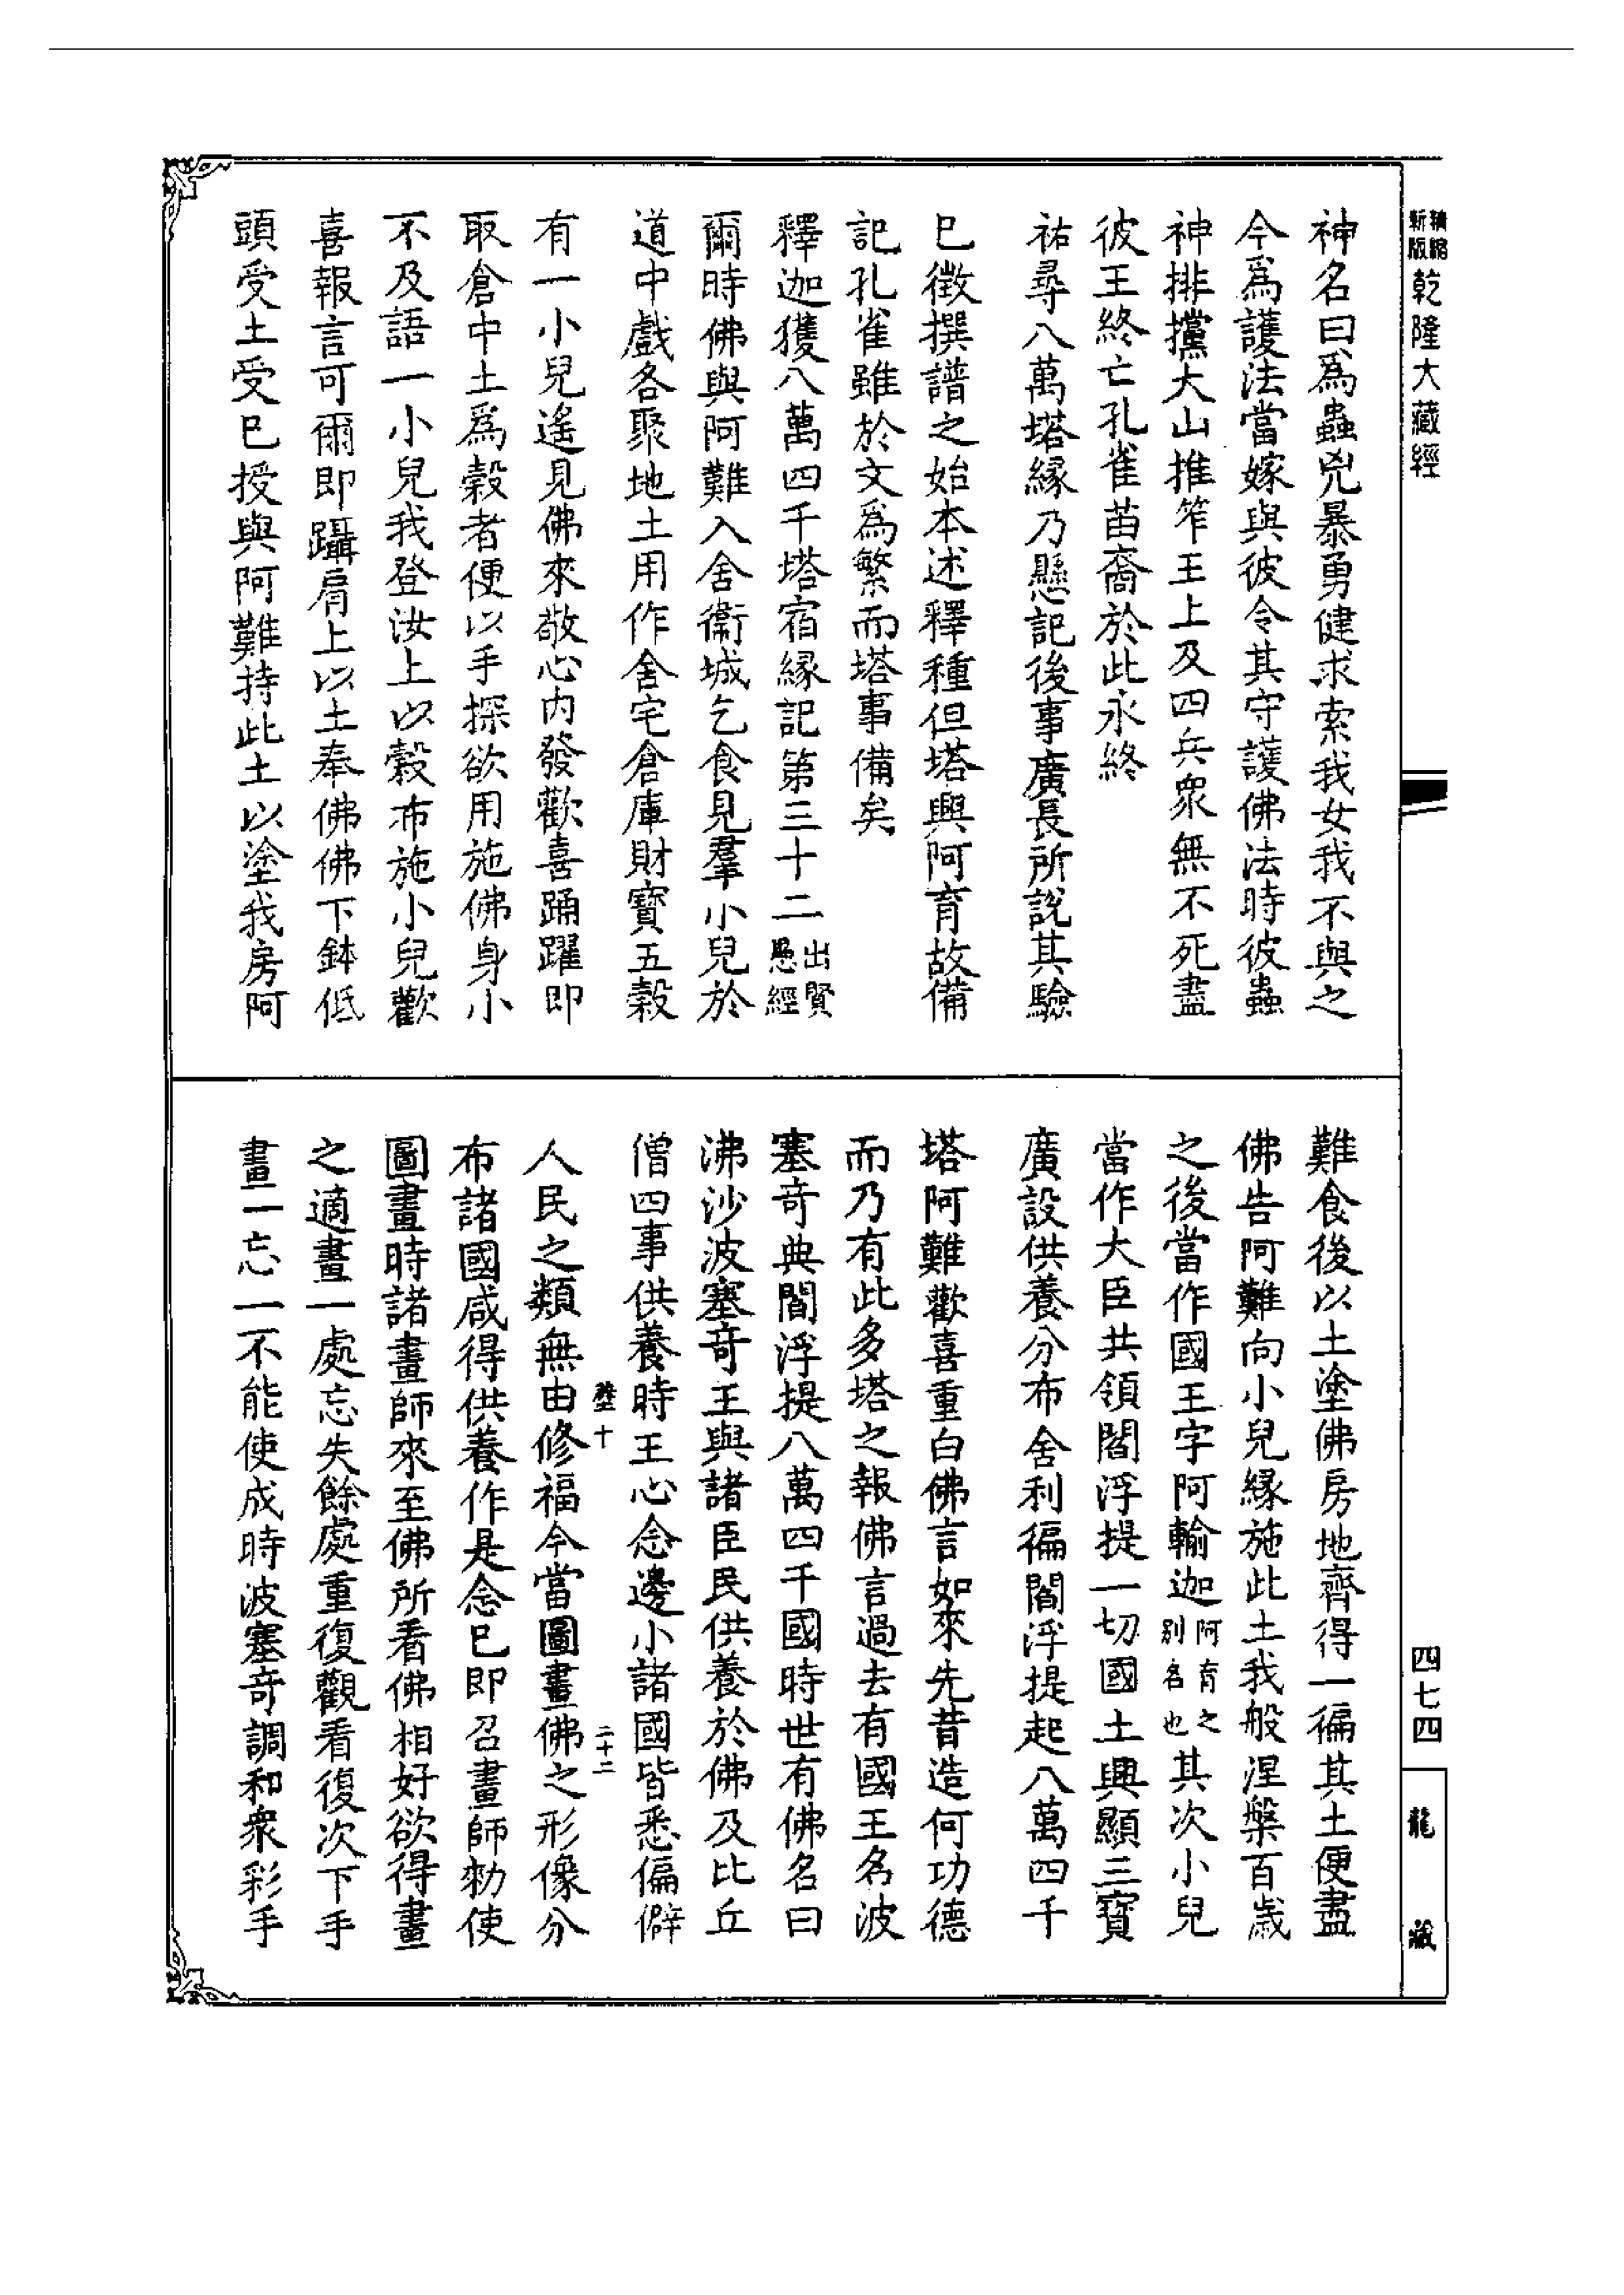 精縮新版乾隆大藏經
神名曰爲蟲兇暴勇健求索我女我不與之
今爲護法當嫁與彼令其守護佛法時彼蟲
神排攩大山推笮王上及四兵衆無不死盡
彼王終亡孔雀苗裔於此永終
祐尋八萬塔緣乃懸記後事廣長所說其驗
巳徵撰譜之始本述釋種但塔興阿育故備
記孔雀雖於文爲繁而塔事備矣
釋迦獲八萬四千塔宿緣記第三十二出賢愚經
爾時佛與阿難入舍衞城乞食見羣小兒於
道中戲各聚地土用作舍宅倉庫財寶五穀
有一小兒遙見佛來敬心内發歡喜踊躍即
取倉中土爲穀者便以手探欲用施佛身小
不及語一小兒我登汝上以穀布施小兒歡
喜報言可爾即躡肩上以土奉佛佛下鉢低
頭受土受巳授與阿難持此土以塗我房阿
難食後以土塗佛房地齊得一徧其土便盡
佛告阿難向小兒緣施此土我般涅槃百歲
之後當作國王字阿輸迦阿育之別名也其次小兒
當作大臣共領閻浮提一切國土興顯三寶
廣設供養分布舍利徧閻浮提起八萬四千
塔阿難歡喜重白佛言如來先昔造何功德
而乃有此多塔之報佛言過去有國王名波
塞奇典閻浮提八萬四千國時世有佛名曰
沸沙波塞奇王與諸臣民供養於佛及比丘
僧四事供養時王心念邊小諸國皆悉偏僻
十 二十二
人民之類無由修福今當圖畫佛之形像分
布諸國咸得供養作是念巳即召畫師勑使
圖畫時諸畫師來至佛所看佛相好欲得畫
之適畫一處忘失餘處重復觀看復次下手
畫一忘一不能使成時波塞奇調和衆彩手
四七四
龍藏